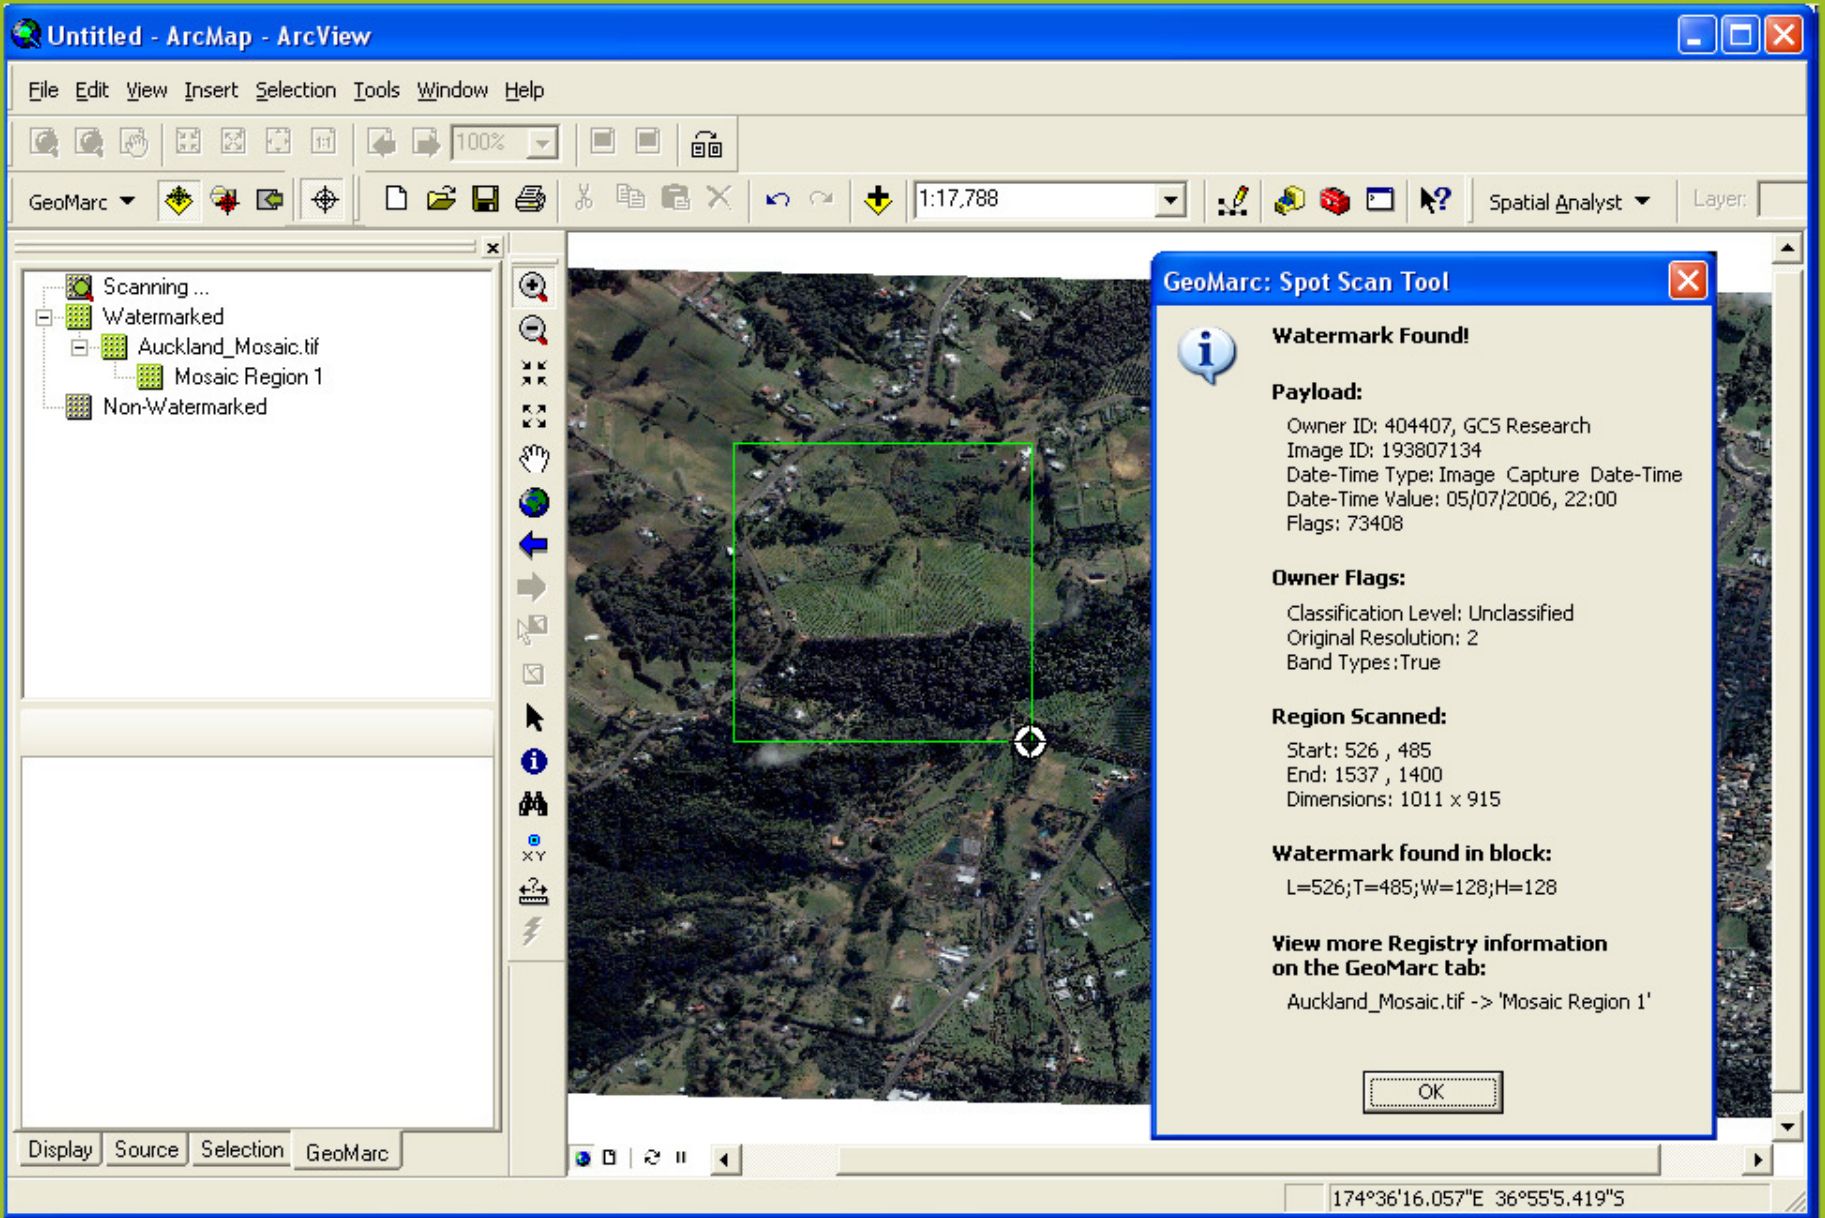 Untitled - ArcMap - ArcView
File Edit View Insert Selection Tools Window Help
1:1 100%
GeoMarc 1:17,788 Spatial Analyst Layer:
Scanning ...
Watermarked
Auckland_Mosaic.tif
Mosaic Region 1
Non-Watermarked
XY
GeoMarc: Spot Scan Tool
Watermark Found!
Payload:
Owner ID: 404407, GCS Research
Image ID: 193807134
Date-Time Type: Image Capture Date-Time
Date-Time Value: 05/07/2006, 22:00
Flags: 73408
Owner Flags:
Classification Level: Unclassified
Original Resolution: 2
Band Types:True
Region Scanned:
Start: 526 , 485
End: 1537 , 1400
Dimensions: 1011 x 915
Watermark found in block:
L=526;T=485;W=128;H=128
View more Registry information
on the GeoMarc tab:
Auckland_Mosaic.tif -> 'Mosaic Region 1'
OK
Display Source Selection GeoMarc
174°36'16.057"E 36°55'5.419"S